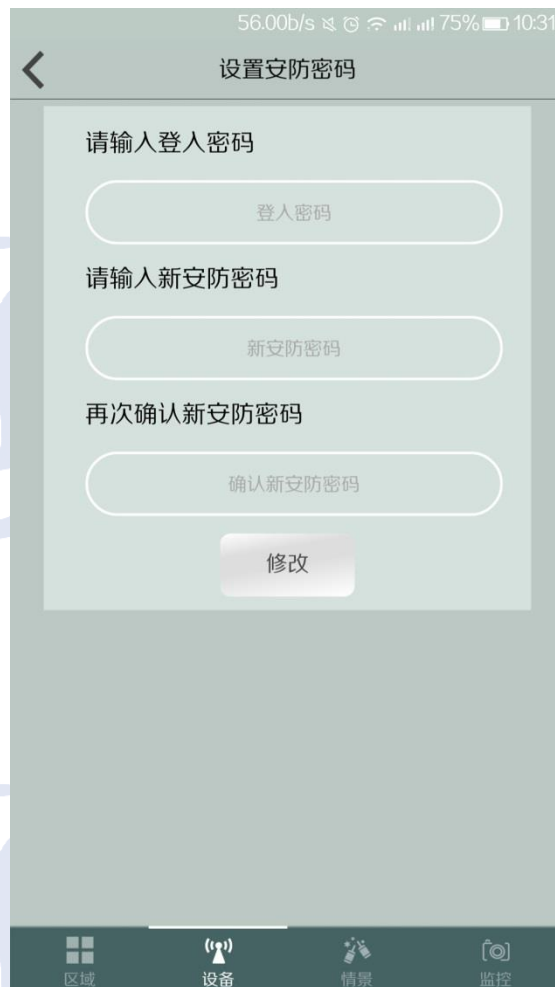 56.00b/s 75% 10:31
设置安防密码
请输入登入密码
登入密码
请输入新安防密码
新安防密码
再次确认新安防密码
确认新安防密码
修改
区域 设备 情景 监控